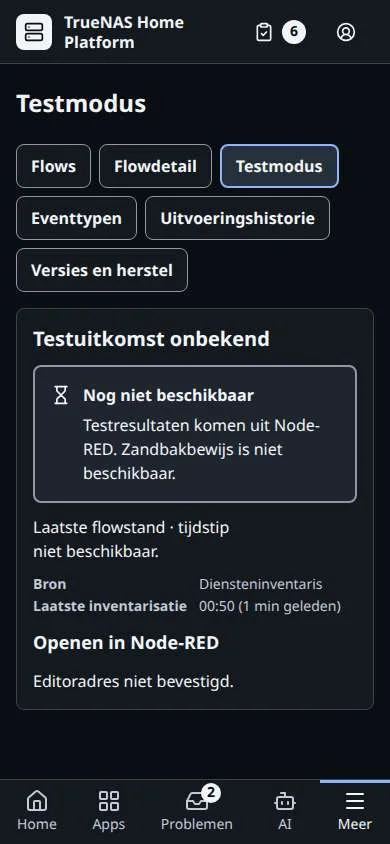 TrueNAS Home
Platform
6
Testmodus
Flows
Flowdetail
Testmodus
Eventtypen
Uitvoeringshistorie
Versies en herstel
Testuitkomst onbekend
Nog niet beschikbaar
Testresultaten komen uit Node-
RED. Zandbakbewijs is niet
beschikbaar.
Laatste flowstand · tijdstip
niet beschikbaar.
Bron Diensteninventaris
Laatste inventarisatie 00:50 (1 min geleden)
Openen in Node-RED
Editoradres niet bevestigd.
2
Home
Apps
Problemen
AI
Meer